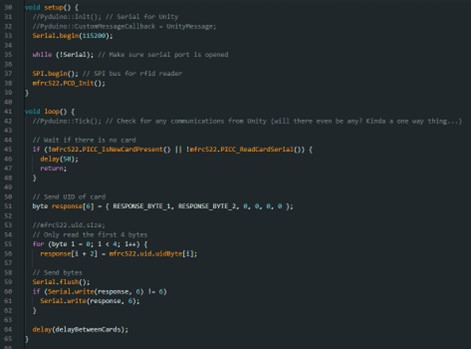 30 void setup() {
31 //Pyduino::Init(); // Serial for Unity
32 //Pyduino::CustomMessageCallback = UnityMessage;
33 Serial.begin(115200);
34
35 while (!Serial); // Make sure serial port is opened
36
37 SPI.begin(); // SPI bus for rfid reader
38 mfrc522.PCD_Init();
39 }
40
41 void loop() {
42 //Pyduino::Tick(); // Check for any communications from Unity (will there even be any? Kinda a one way thing...)
43
44 // Wait if there is no card
45 if (!mfrc522.PICC_IsNewCardPresent() || !mfrc522.PICC_ReadCardSerial()) {
46 delay(50);
47 return;
48 }
49
50 // Send UID of card
51 byte response[6] = { RESPONSE_BYTE_1, RESPONSE_BYTE_2, 0, 0, 0, 0 };
52
53 //mfrc522.uid.size;
54 // Only read the first 4 bytes
55 for (byte i = 0; i < 4; i++) {
56 response[i + 2] = mfrc522.uid.uidByte[i];
57
58 // Send bytes
59 Serial.flush();
60 if (Serial.write(response, 6) != 6)
61 Serial.write(response, 6);
62 }
63
64 delay(delayBetweenCards);
65 }